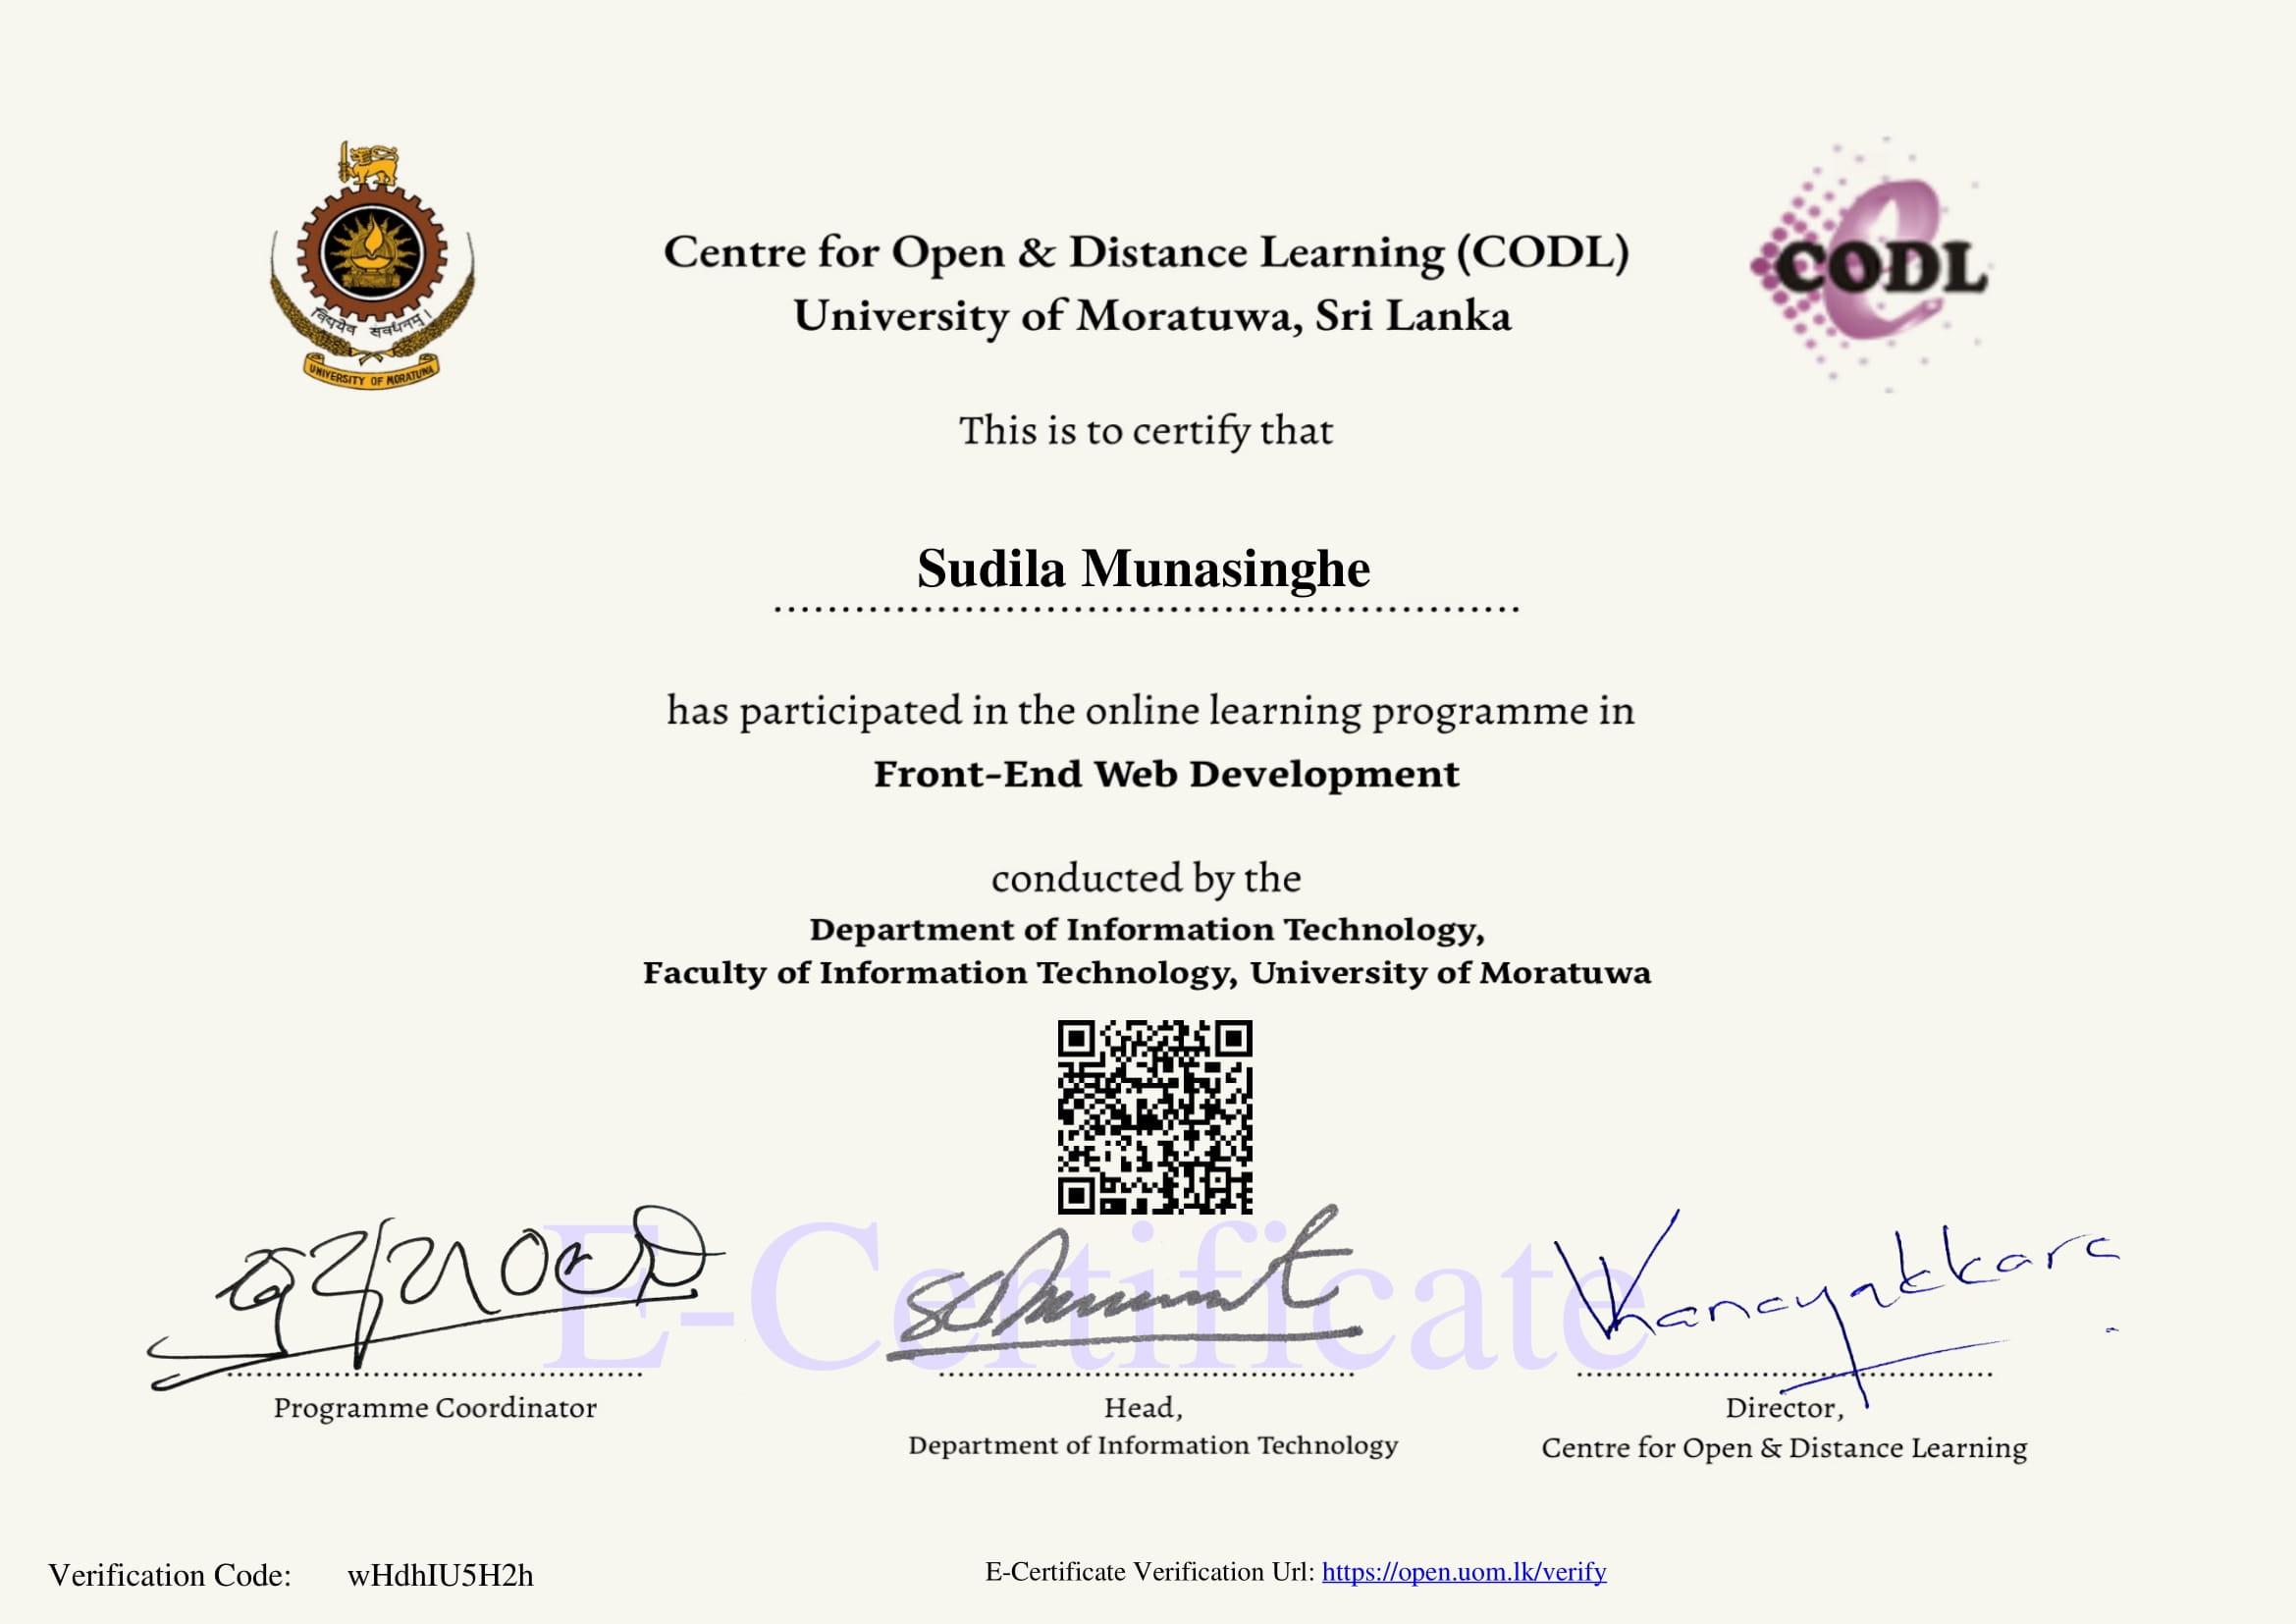 विद्ययैव सर्वधनम् ।
UNIVERSITY OF MORATUWA
Centre for Open & Distance Learning (CODL)
University of Moratuwa, Sri Lanka
CODL
This is to certify that
Sudila Munasinghe
has participated in the online learning programme in
Front-End Web Development
conducted by the
Department of Information Technology,
Faculty of Information Technology, University of Moratuwa
E-Certificate
Programme Coordinator
Head,
Department of Information Technology
Director,
Centre for Open & Distance Learning
Verification Code: wHdhIU5H2h
E-Certificate Verification Url: https://open.uom.lk/verify